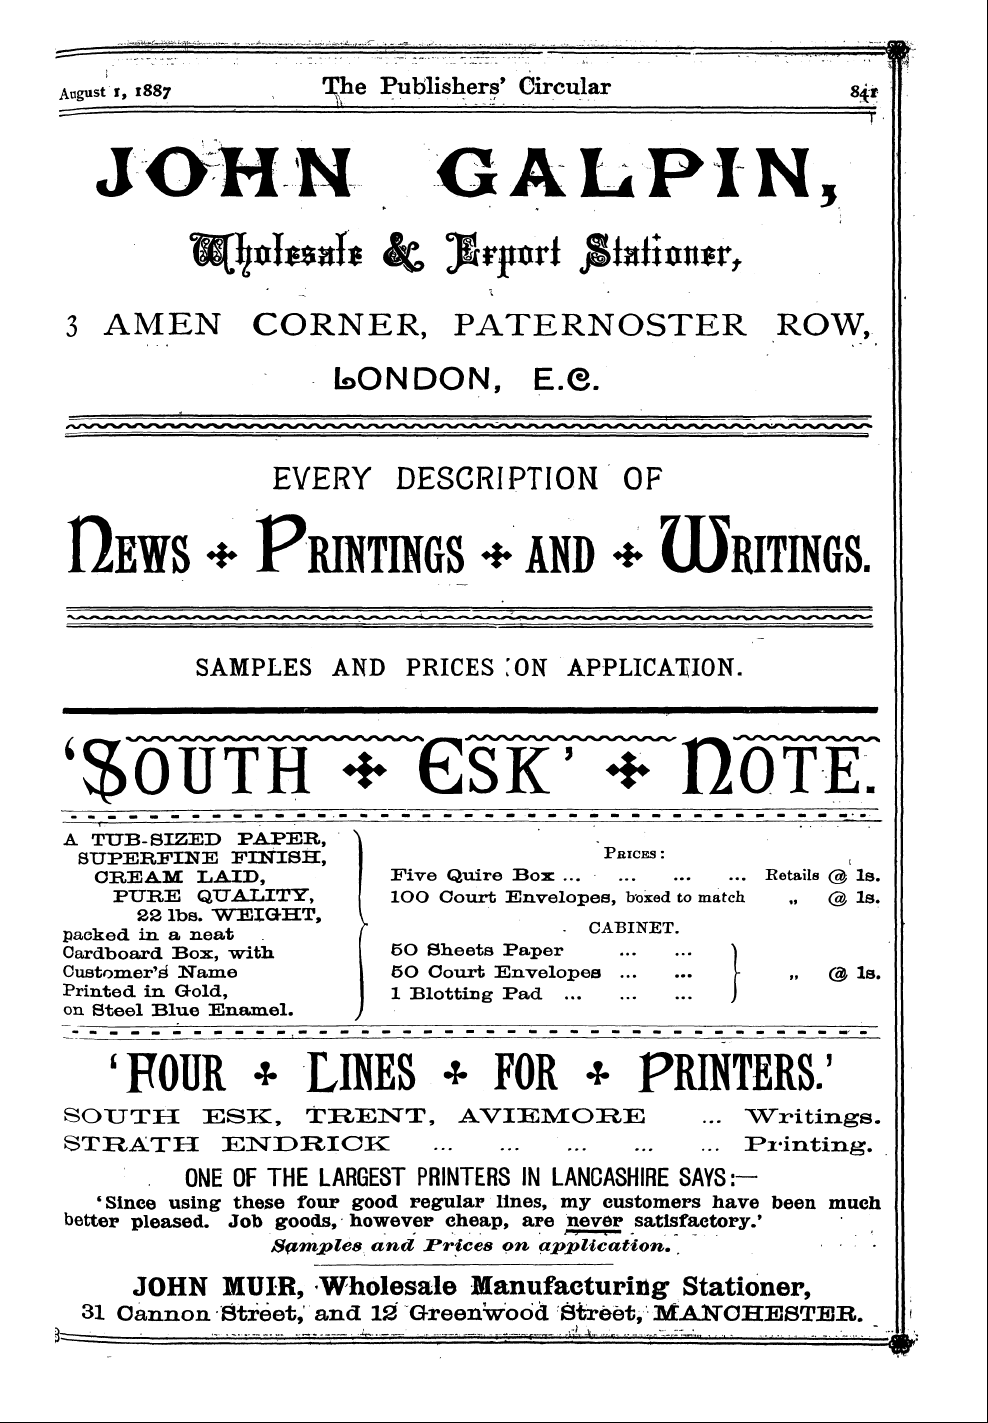 August 1, 1887 The Publishers' Circular 841
JOHN GALPIN,
Wholesale & Export Stationer,
3 AMEN CORNER, PATERNOSTER ROW,
LONDON, E.C.
EVERY DESCRIPTION OF
NEWS PRINTINGS AND WRITINGS.
SAMPLES AND PRICES ON APPLICATION.
'SOUTH ESK' NOTE.
A TUB-SIZED PAPER,
SUPERFINE FINISH,
CREAM LAID,
PURE QUALITY,
22 lbs. WEIGHT,
packed in a neat
Cardboard Box, with
Customer's Name
Printed in Gold,
on Steel Blue Enamel.
PRICES:
Five Quire Box ... ... ... ... Retails @ 1s.
100 Court Envelopes, boxed to match „ @ 1s.
CABINET.
50 Sheets Paper ... ...
50 Court Envelopes ... ... „ @ 1s.
1 Blotting Pad ... ... ...
'FOUR LINES FOR PRINTERS.'
SOUTH ESK, TRENT, AVIEMORE ... Writings.
STRATH ENDRICK ... ... ... ... ... Printing.
ONE OF THE LARGEST PRINTERS IN LANCASHIRE SAYS:—
'Since using these four good regular lines, my customers have been much
better pleased. Job goods, however cheap, are never satisfactory.'
Samples and Prices on application.
JOHN MUIR, Wholesale Manufacturing Stationer,
31 Cannon Street, and 12 Greenwood Street, MANCHESTER.